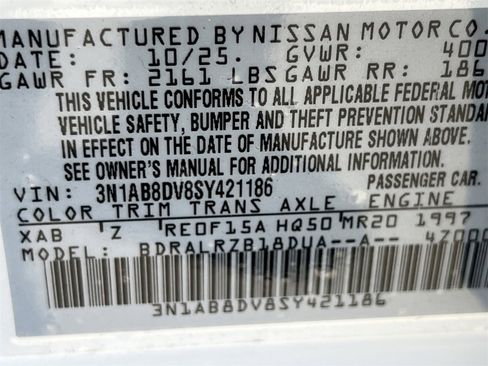 MANUFACTURED BY NISSAN MOTOR CO.
DATE: 10/25. GVWR: 400
GAWR FR: 2161 LBS GAWR RR: 186
THIS VEHICLE CONFORMS TO ALL APPLICABLE FEDERAL MOT
VEHICLE SAFETY, BUMPER AND THEFT PREVENTION STANDAR
IN EFFECT ON THE DATE OF MANUFACTURE SHOWN ABOVE.
SEE OWNER'S MANUAL FOR ADDITIONAL INFORMATION.
VIN: 3N1AB8DV8SY421186 PASSENGER CAR.
COLOR TRIM TRANS AXLE ENGINE
XAB Z RE0F15A HQ50 MR20 1997
BDRALRZB18DUA--A-- 47000
3N1AB8DV8SY421186